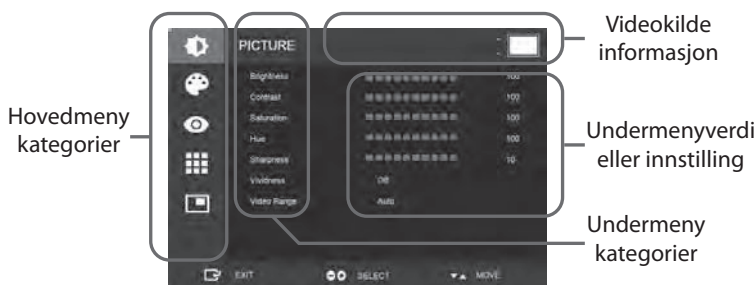 Videokilde
informasjon
Hovedmeny
kategorier
PICTURE
Brightness 100
Contrast 100
Saturation 100
Hue 100
Sharpness 10
Vividness Off
Video Range Auto
EXIT SELECT MOVE
Undermenyverdi
eller innstilling
Undermeny
kategorier